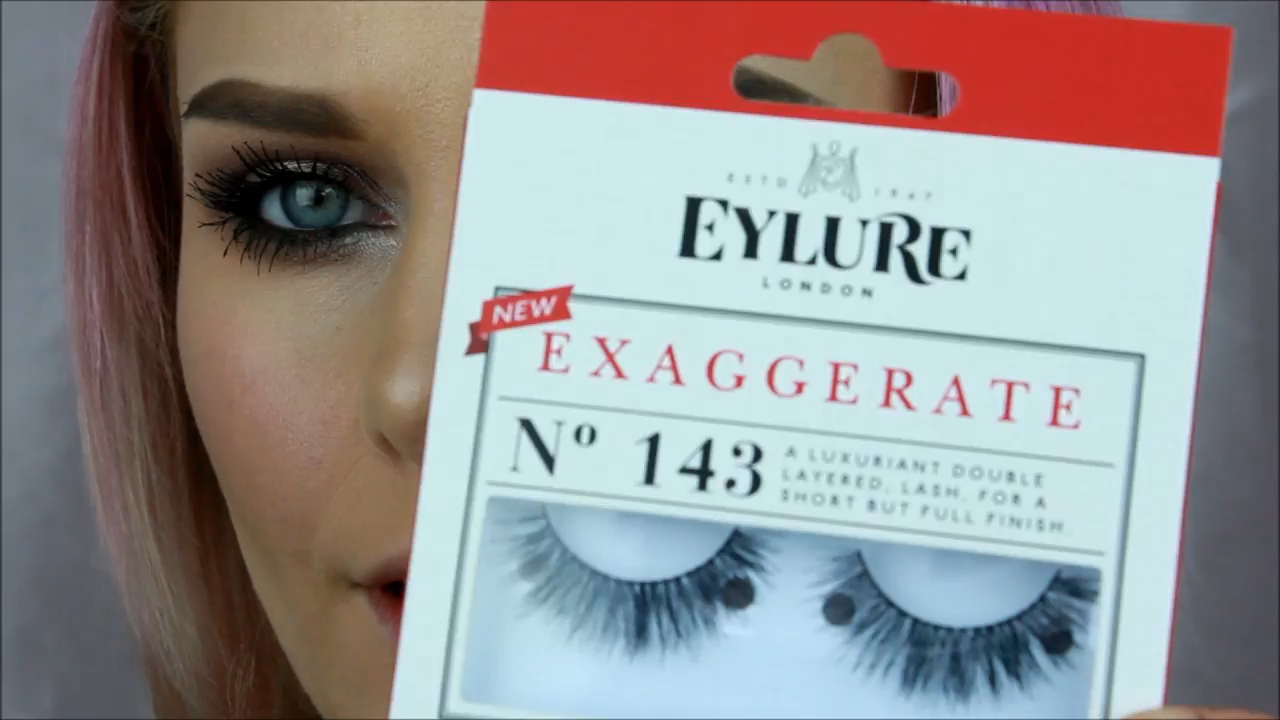 ESTD 1947
EYLURE
LONDON
NEW
EXAGGERATE
Nº 143
A LUXURIANT DOUBLE
LAYERED, LASH, FOR A
SHORT BUT FULL FINISH.